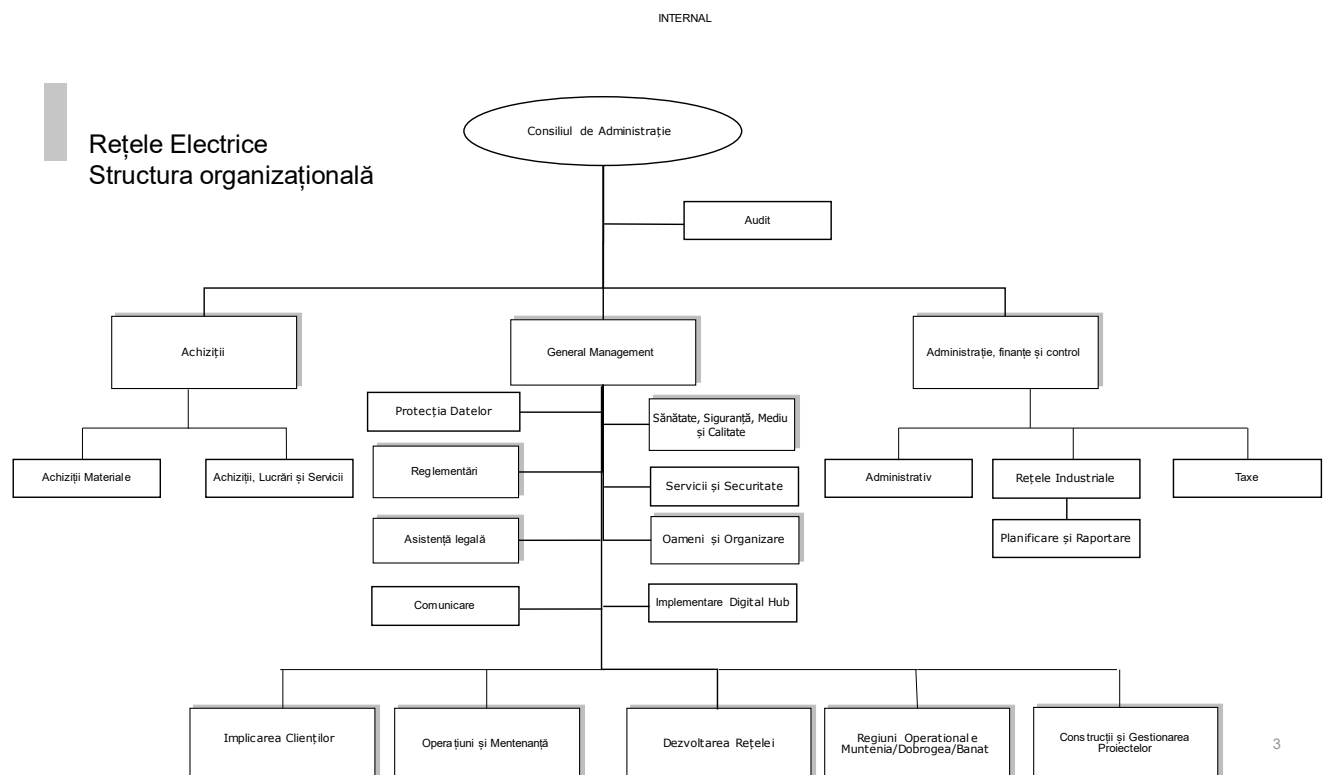 INTERNAL
Rețele Electrice
Structura organizațională
Consiliul de Administrație
Audit
Achiziții
General Management
Administrație, finanțe și control
Protecția Datelor
Sănătate, Siguranță, Mediu
și Calitate
Reglementări
Achiziții Materiale
Achiziții, Lucrări și Servicii
Servicii și Securitate
Administrativ
Rețele Industriale
Taxe
Asistență legală
Oameni și Organizare
Planificare și Raportare
Comunicare
Implementare Digital Hub
Implicarea Clienților
Operațiuni și Mentenanță
Dezvoltarea Rețelei
Regiuni Operationale
Muntenia/Dobrogea/Banat
Construcții și Gestionarea
Proiectelor
3